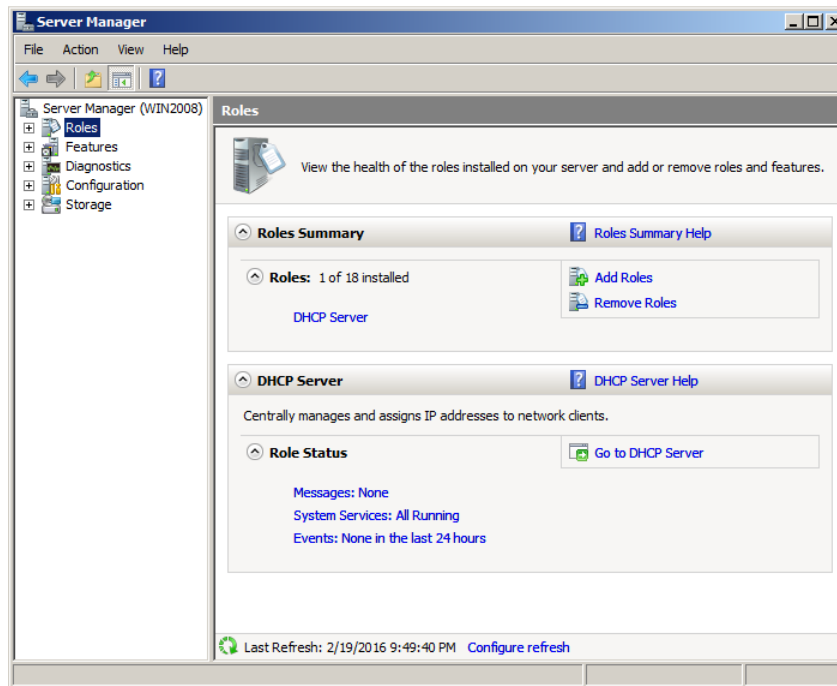 Server Manager
File Action View Help
Server Manager (WIN2008)
Roles
Features
Diagnostics
Configuration
Storage
Roles
View the health of the roles installed on your server and add or remove roles and features.
Roles Summary
Roles Summary Help
Roles: 1 of 18 installed
DHCP Server
Add Roles
Remove Roles
DHCP Server
DHCP Server Help
Centrally manages and assigns IP addresses to network clients.
Role Status
Go to DHCP Server
Messages: None
System Services: All Running
Events: None in the last 24 hours
Last Refresh: 2/19/2016 9:49:40 PM Configure refresh